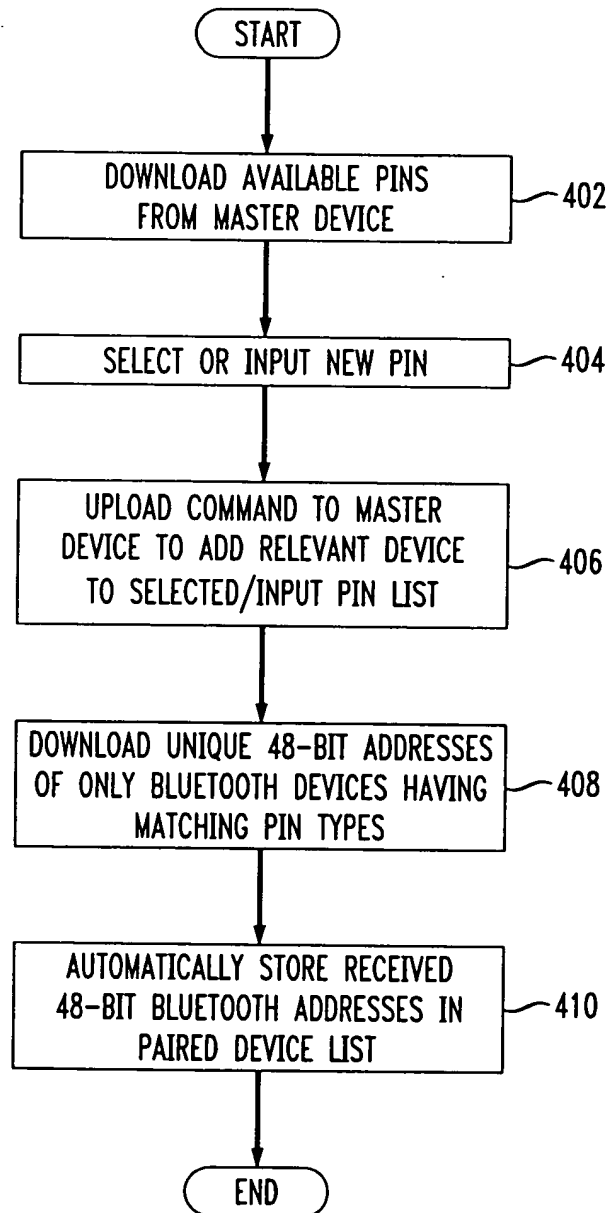 START
DOWNLOAD AVAILABLE PINS
FROM MASTER DEVICE
402
SELECT OR INPUT NEW PIN
404
UPLOAD COMMAND TO MASTER
DEVICE TO ADD RELEVANT DEVICE
TO SELECTED/INPUT PIN LIST
406
DOWNLOAD UNIQUE 48-BIT ADDRESSES
OF ONLY BLUETOOTH DEVICES HAVING
MATCHING PIN TYPES
408
AUTOMATICALLY STORE RECEIVED
48-BIT BLUETOOTH ADDRESSES IN
PAIRED DEVICE LIST
410
END